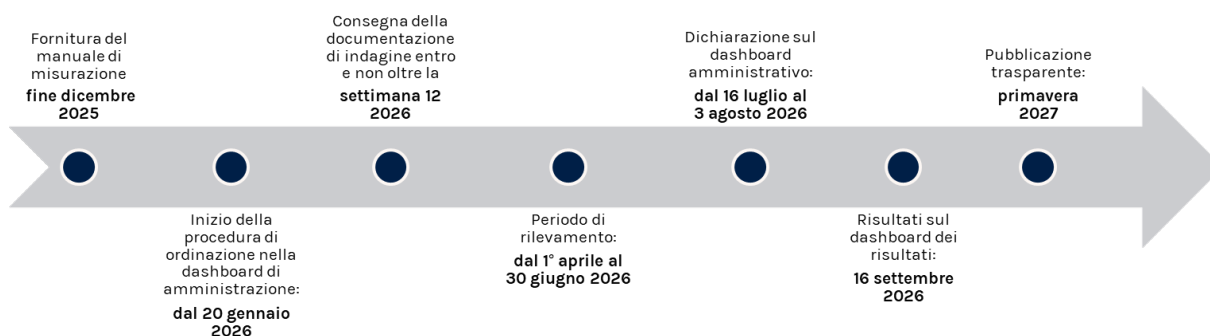 Fornitura del
manuale di
misurazione
fine dicembre
2025
Inizio della
procedura di
ordinazione nella
dashboard di
amministrazione:
dal 20 gennaio
2026
Consegna della
documentazione
di indagine entro
e non oltre la
settimana 12
2026
Periodo di
rilevamento:
dal 1° aprile al
30 giugno 2026
Dichiarazione sul
dashboard
amministrativo:
dal 16 luglio al
3 agosto 2026
Risultati sul
dashboard dei
risultati:
16 settembre
2026
Pubblicazione
trasparente:
primavera
2027